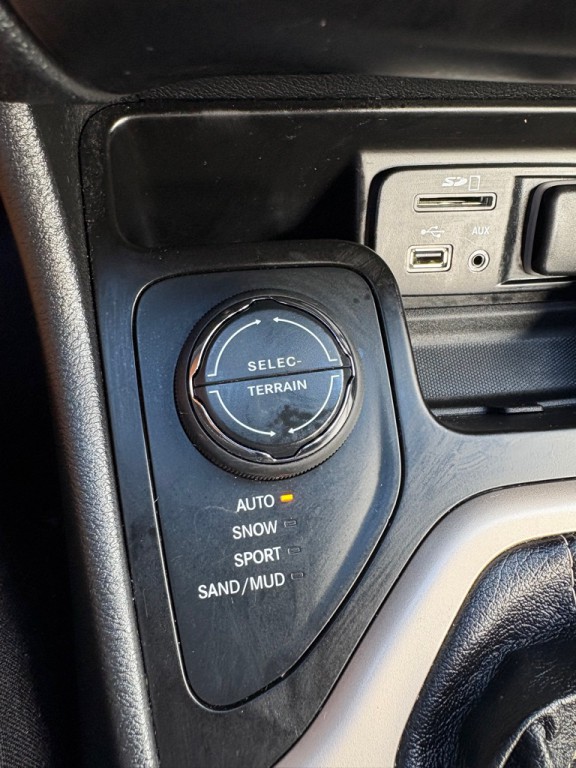 SD
AUX
SELEC-
TERRAIN
AUTO
SNOW
SPORT
SAND/MUD